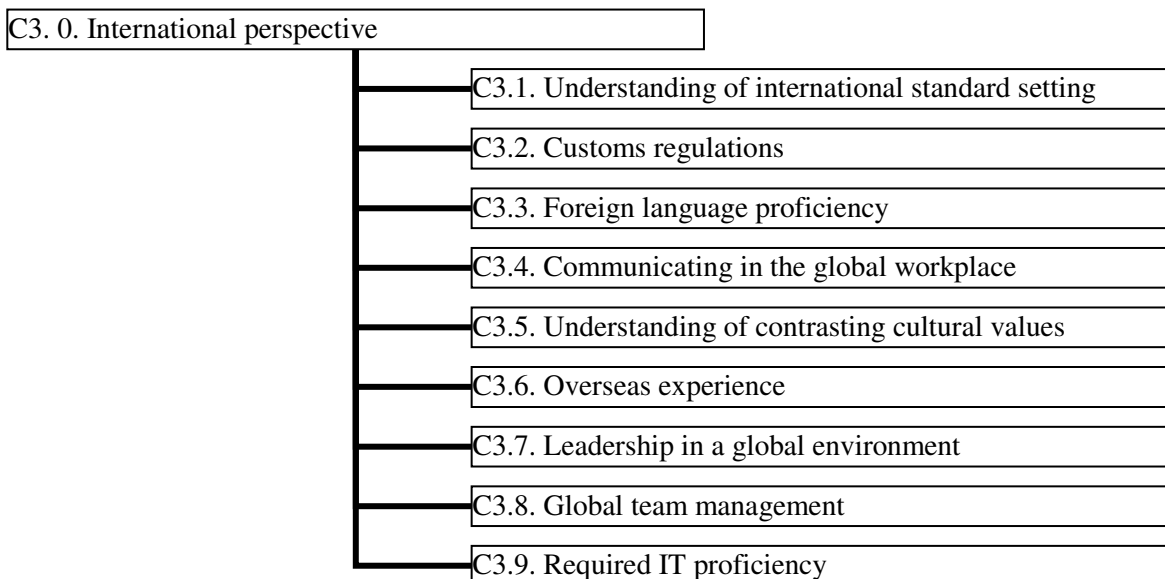 C3. 0. International perspective
C3.1. Understanding of international standard setting
C3.2. Customs regulations
C3.3. Foreign language proficiency
C3.4. Communicating in the global workplace
C3.5. Understanding of contrasting cultural values
C3.6. Overseas experience
C3.7. Leadership in a global environment
C3.8. Global team management
C3.9. Required IT proficiency